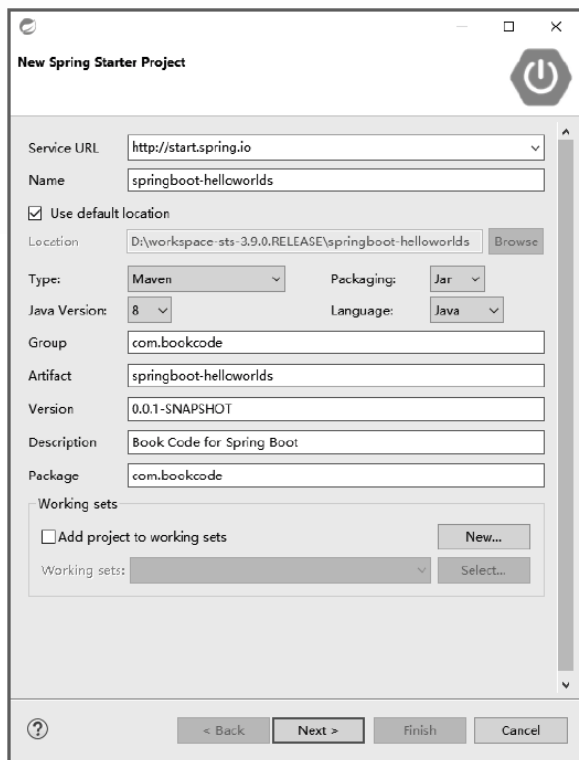 New Spring Starter Project
Service URL http://start.spring.io
Name springboot-helloworlds
Use default location
Location D:\workspace-sts-3.9.0.RELEASE\springboot-helloworlds Browse
Type: Maven Packaging: Jar
Java Version: 8 Language: Java
Group com.bookcode
Artifact springboot-helloworlds
Version 0.0.1-SNAPSHOT
Description Book Code for Spring Boot
Package com.bookcode
Working sets
Add project to working sets New...
Working sets: Select...
? < Back Next > Finish Cancel